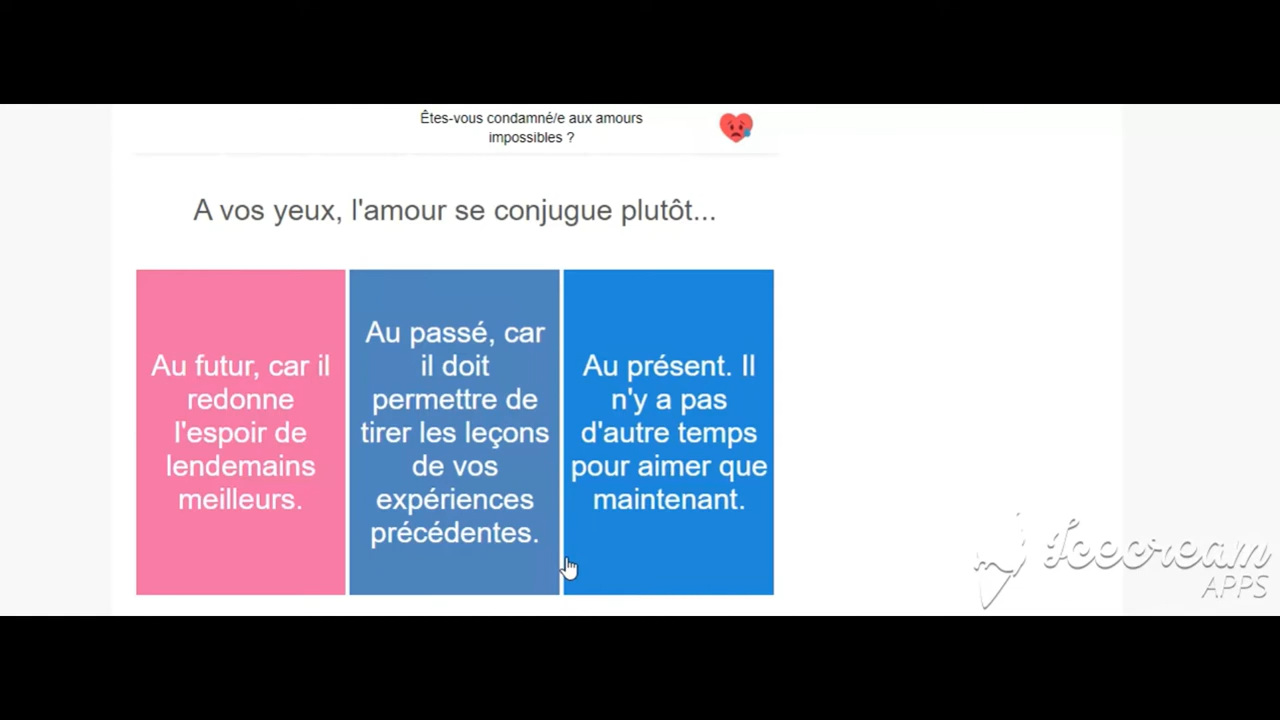 Êtes-vous condamné/e aux amours
impossibles ?
A vos yeux, l'amour se conjugue plutôt...
Au futur, car il
redonne
l'espoir de
lendemains
meilleurs.
Au passé, car
il doit
permettre de
tirer les leçons
de vos
expériences
précédentes.
Au présent. Il
n'y a pas
d'autre temps
pour aimer que
maintenant.
Icecream
APPS